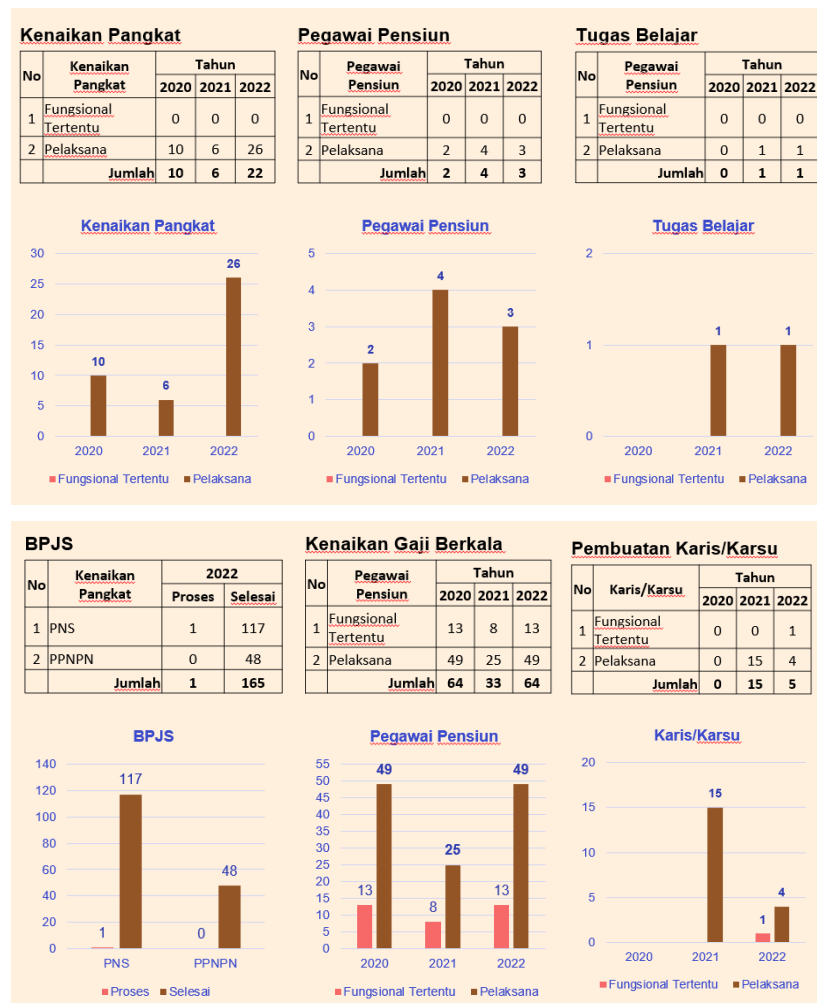 Kenaikan Pangkat
No Kenaikan Pangkat Tahun
2020 2021 2022
1 Fungsional Tertentu 0 0 0
2 Pelaksana 10 6 26
Jumlah 10 6 22
Pegawai Pensiun
No Pegawai Pensiun Tahun
2020 2021 2022
1 Fungsional Tertentu 0 0 0
2 Pelaksana 2 4 3
Jumlah 2 4 3
Tugas Belajar
No Pegawai Pensiun Tahun
2020 2021 2022
1 Fungsional Tertentu 0 0 0
2 Pelaksana 0 1 1
Jumlah 0 1 1
Kenaikan Pangkat
30
25
20
15
10
5
0
10 6 26
2020 2021 2022
Fungsional Tertentu Pelaksana
Pegawai Pensiun
5
4
3
2
1
0
2 4 3
2020 2021 2022
Fungsional Tertentu Pelaksana
Tugas Belajar
2
1
0
1 1
2020 2021 2022
Fungsional Tertentu Pelaksana
BPJS
No Kenaikan Pangkat 2022
Proses Selesai
1 PNS 1 117
2 PPNPN 0 48
Jumlah 1 165
Kenaikan Gaji Berkala
No Pegawai Pensiun Tahun
2020 2021 2022
1 Fungsional Tertentu 13 8 13
2 Pelaksana 49 25 49
Jumlah 64 33 64
Pembuatan Karis/Karsu
No Karis/Karsu Tahun
2020 2021 2022
1 Fungsional Tertentu 0 0 1
2 Pelaksana 0 15 4
Jumlah 0 15 5
BPJS
140
120
100
80
60
40
20
0
1 117 0 48
PNS PPNPN
Proses Selesai
Pegawai Pensiun
55
50
45
40
35
30
25
20
15
10
5
0
13 49 8 25 13 49
2020 2021 2022
Fungsional Tertentu Pelaksana
Karis/Karsu
20
15
10
5
0
15 1 4
2020 2021 2022
Fungsional Tertentu Pelaksana